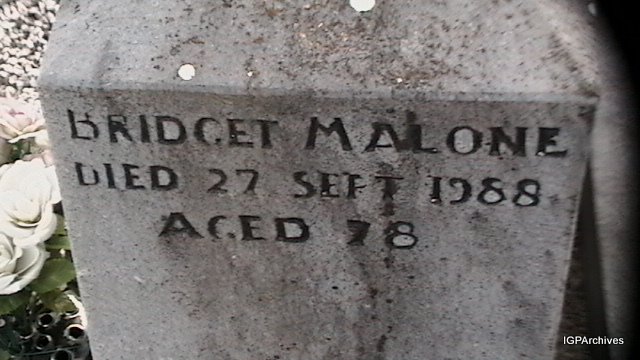 BRIDGET MALONE
DIED 27 SEPT 1988
AGED 78
IGPArchives